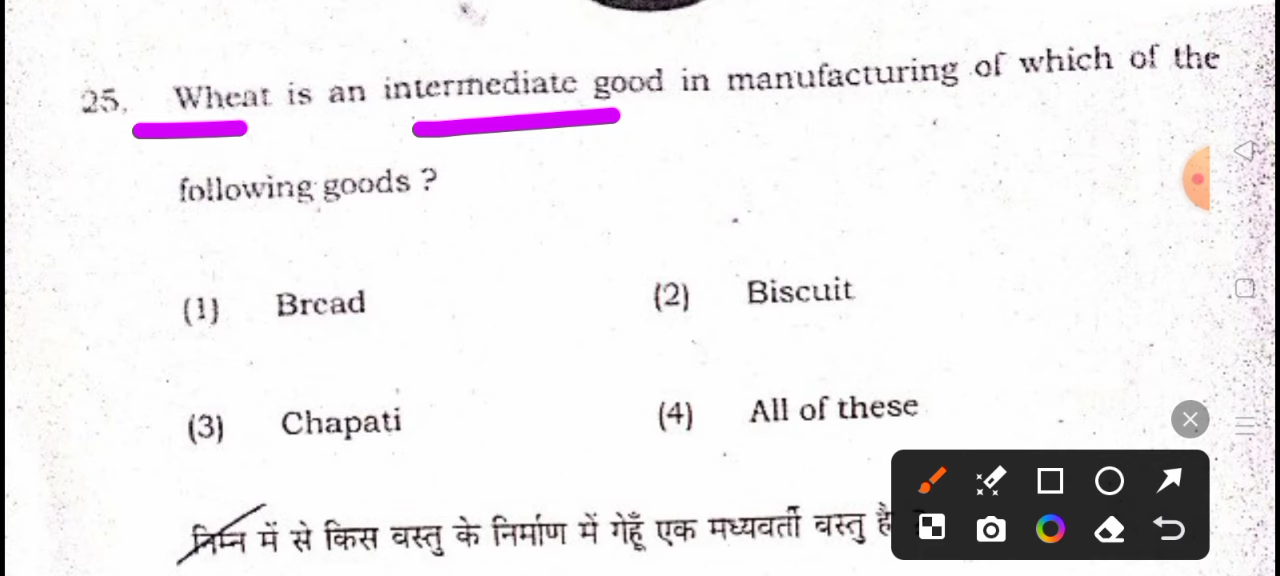 25. Wheat is an intermediate good in manufacturing of which of the
following goods ?
(1) Bread (2) Biscuit
(3) Chapati (4) All of these
निम्न में से किस वस्तु के निर्माण में गेहूँ एक मध्यवर्ती वस्तु है